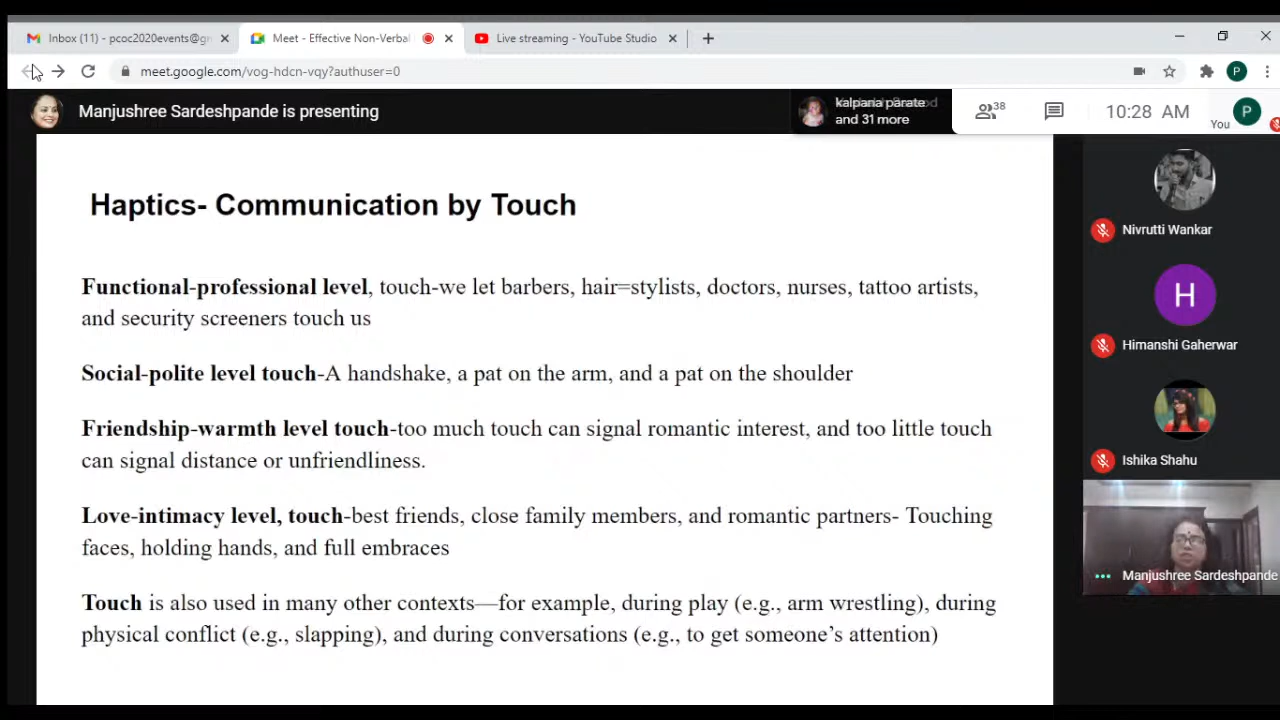 Inbox (11) - pcoc2020events@gr
Meet - Effective Non-Verbal
Live streaming - YouTube Studio
meet.google.com/vog-hdcn-vqy?authuser=0
P
Manjushree Sardeshpande is presenting
kalpana parate
and 31 more
38
10:28 AM
You
P
Haptics- Communication by Touch
Functional-professional level, touch-we let barbers, hair=stylists, doctors, nurses, tattoo artists,
and security screeners touch us
Social-polite level touch-A handshake, a pat on the arm, and a pat on the shoulder
Friendship-warmth level touch-too much touch can signal romantic interest, and too little touch
can signal distance or unfriendliness.
Love-intimacy level, touch-best friends, close family members, and romantic partners- Touching
faces, holding hands, and full embraces
Touch is also used in many other contexts—for example, during play (e.g., arm wrestling), during
physical conflict (e.g., slapping), and during conversations (e.g., to get someone’s attention)
Nivrutti Wankar
H
Himanshi Gaherwar
Ishika Shahu
Manjushree Sardeshpande